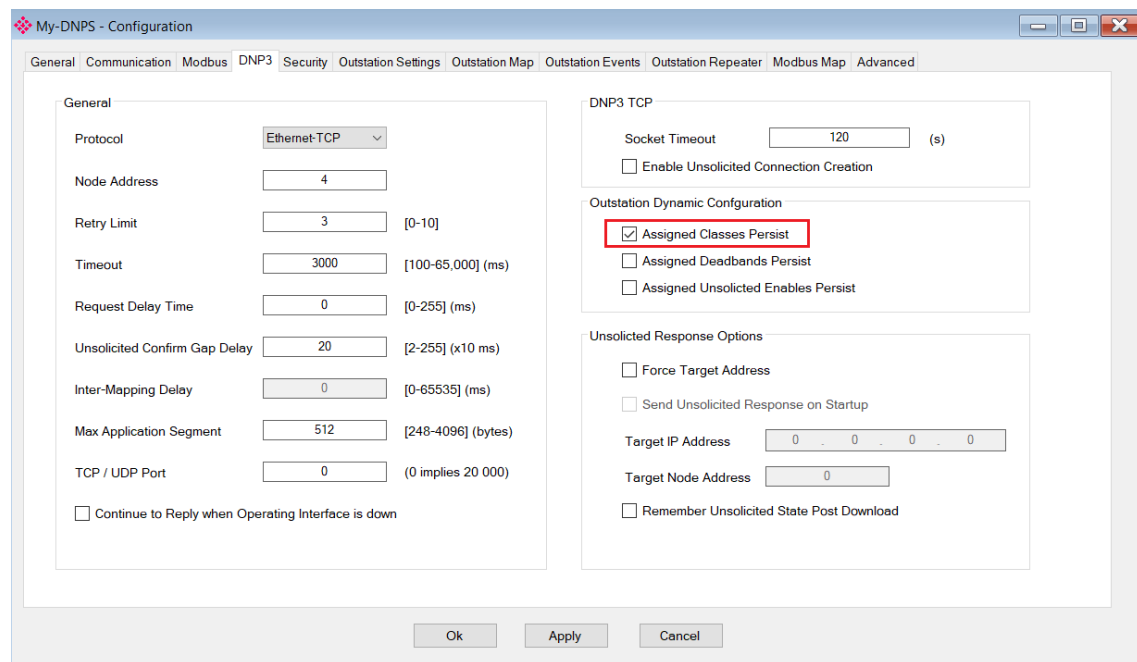 My-DNPS - Configuration
General Communication Modbus DNP3 Security Outstation Settings Outstation Map Outstation Events Outstation Repeater Modbus Map Advanced
General
Protocol Ethernet-TCP
Node Address 4
Retry Limit 3 [0-10]
Timeout 3000 [100-65,000] (ms)
Request Delay Time 0 [0-255] (ms)
Unsolicited Confirm Gap Delay 20 [2-255] (x10 ms)
Inter-Mapping Delay 0 [0-65535] (ms)
Max Application Segment 512 [248-4096] (bytes)
TCP / UDP Port 0 (0 implies 20 000)
Continue to Reply when Operating Interface is down
DNP3 TCP
Socket Timeout 120 (s)
Enable Unsolicited Connection Creation
Outstation Dynamic Confguration
Assigned Classes Persist
Assigned Deadbands Persist
Assigned Unsolicted Enables Persist
Unsolicted Response Options
Force Target Address
Send Unsolicited Response on Startup
Target IP Address 0 . 0 . 0 . 0
Target Node Address 0
Remember Unsolicited State Post Download
Ok Apply Cancel